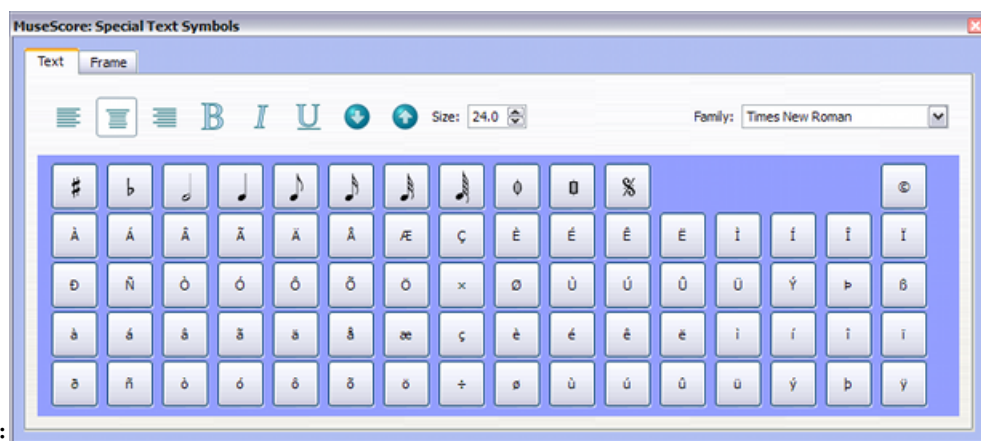 MuseScore: Special Text Symbols
Text Frame
B I U Size: 24.0 Family: Times New Roman
♯ ♭ 𝅗𝅥 ♩ ♪ 𝅘𝅥𝅯 𝅘𝅥𝅰 𝅘𝅥𝅱 𝄌 𝄋 ©
À Á Â Ã Ä Å Æ Ç È É Ê Ë Ì Í Î Ï
Ð Ñ Ò Ó Ô Õ Ö × Ø Ù Ú Û Ü Ý Þ ß
à á â ã ä å æ ç è é ê ë ì í î ï
ð ñ ò ó ô õ ö ÷ ø ù ú û ü ý þ ÿ
: